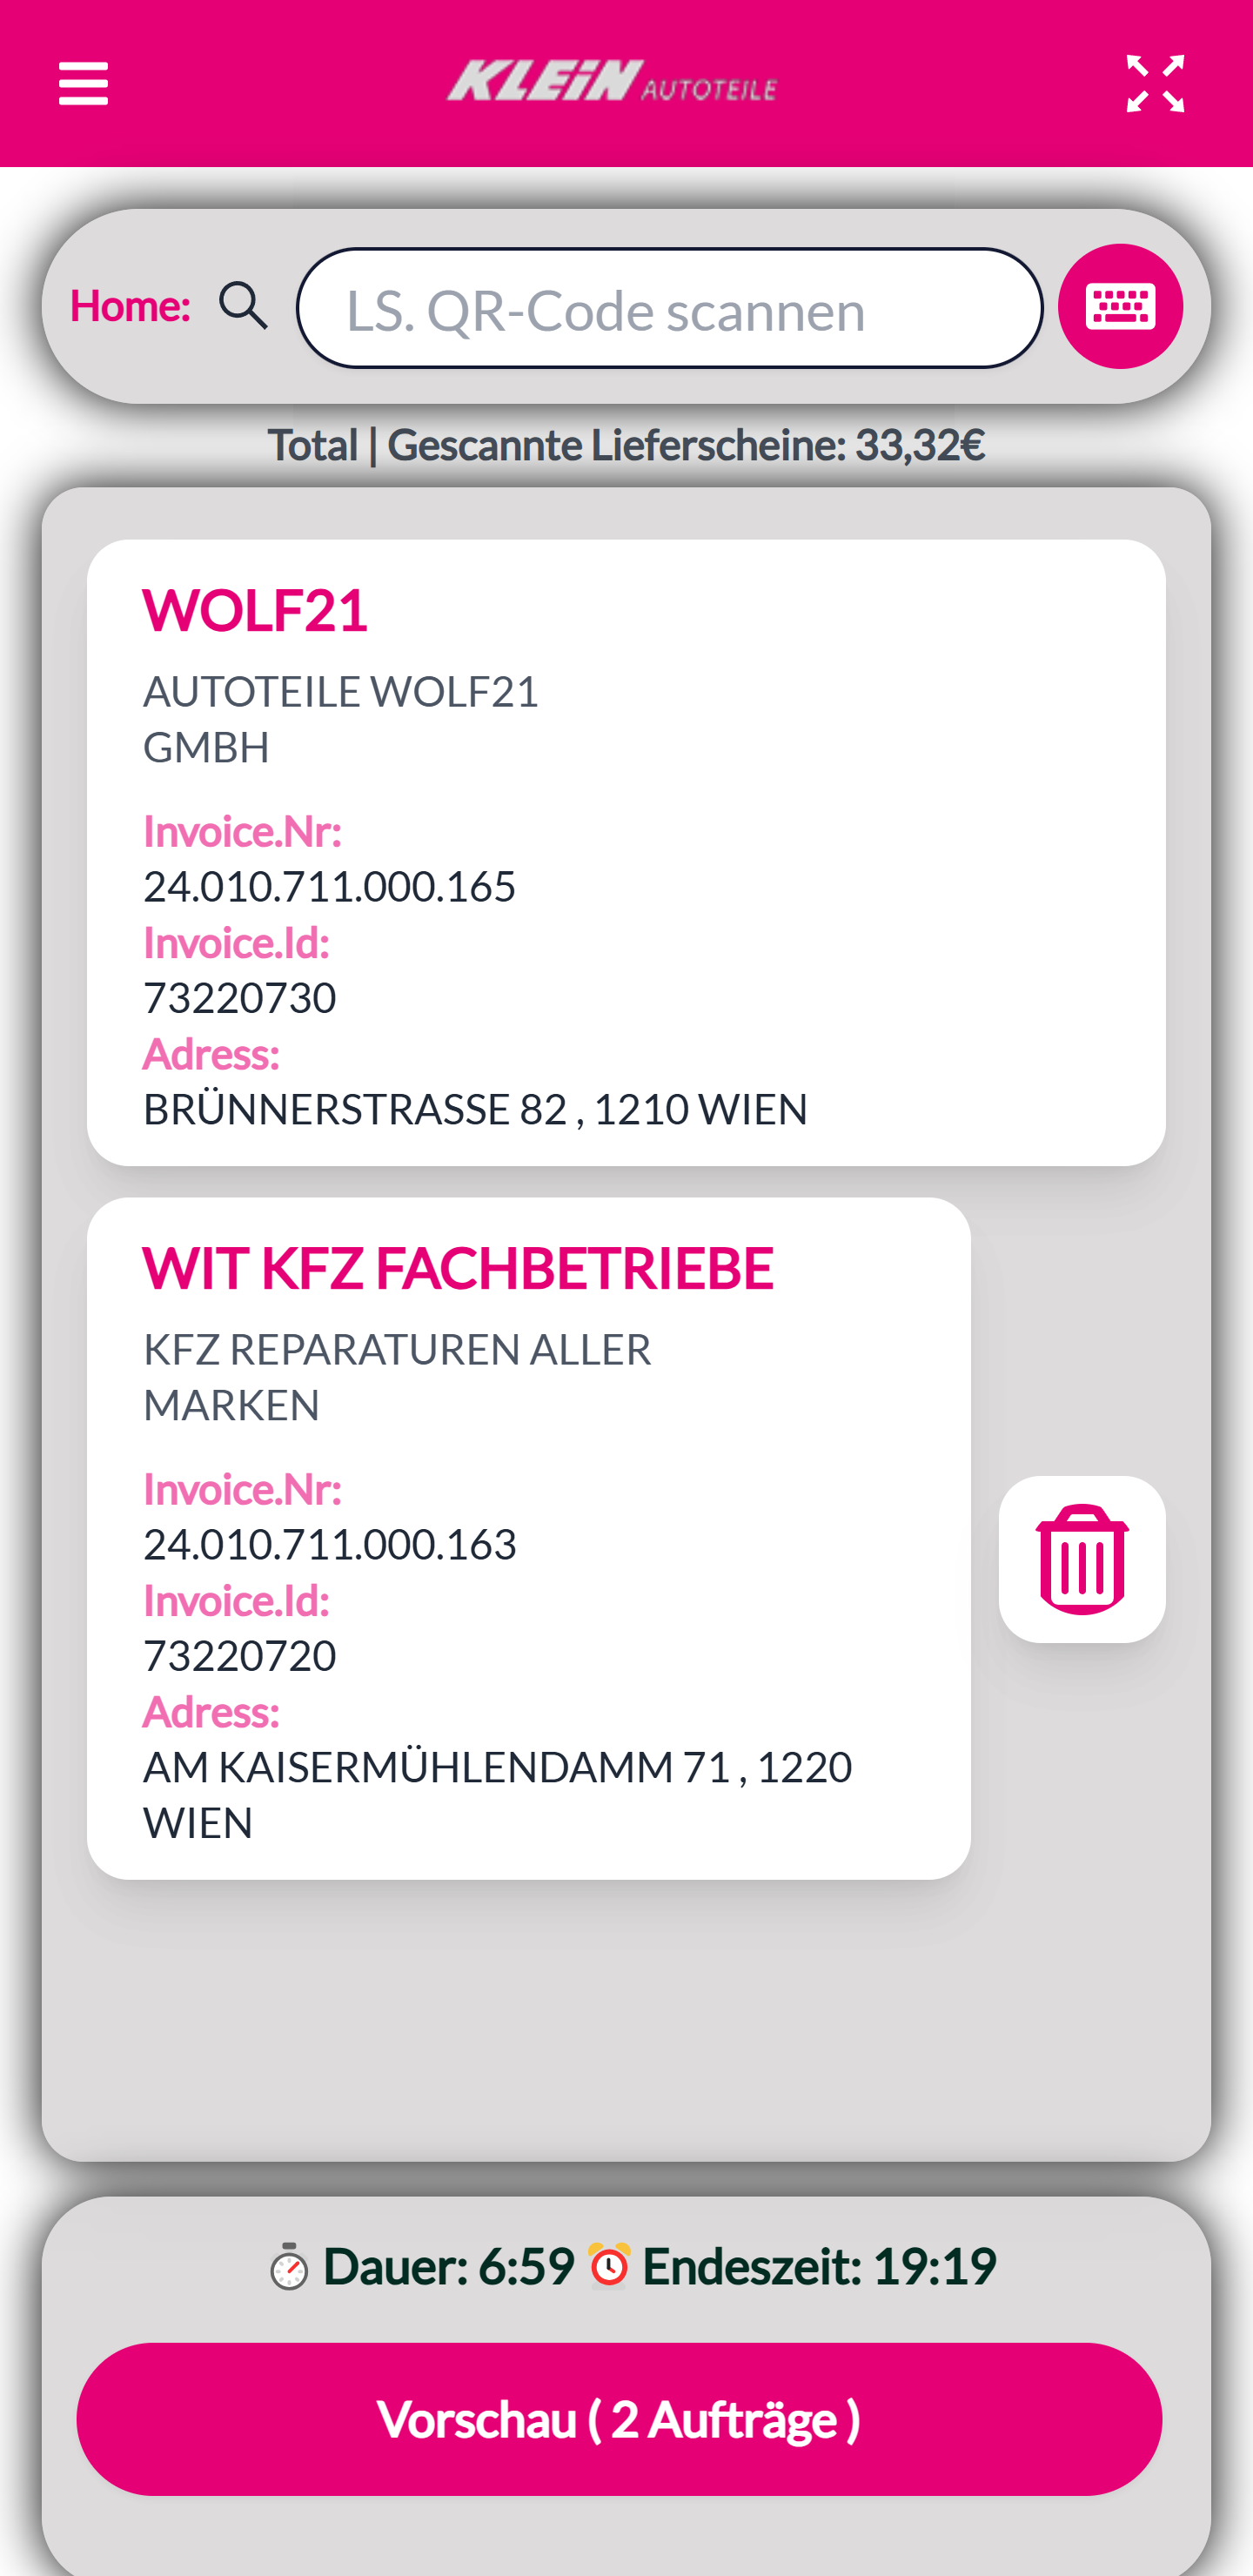 KLEiN AUTOTEILE
Home:
LS. QR-Code scannen
Total | Gescannte Lieferscheine: 33,32€
WOLF21
AUTOTEILE WOLF21
GMBH
Invoice.Nr:
24.010.711.000.165
Invoice.Id:
73220730
Adress:
BRÜNNERSTRASSE 82 , 1210 WIEN
WIT KFZ FACHBETRIEBE
KFZ REPARATUREN ALLER
MARKEN
Invoice.Nr:
24.010.711.000.163
Invoice.Id:
73220720
Adress:
AM KAISERMÜHLENDAMM 71 , 1220
WIEN
Dauer: 6:59 Endeszeit: 19:19
Vorschau ( 2 Aufträge )